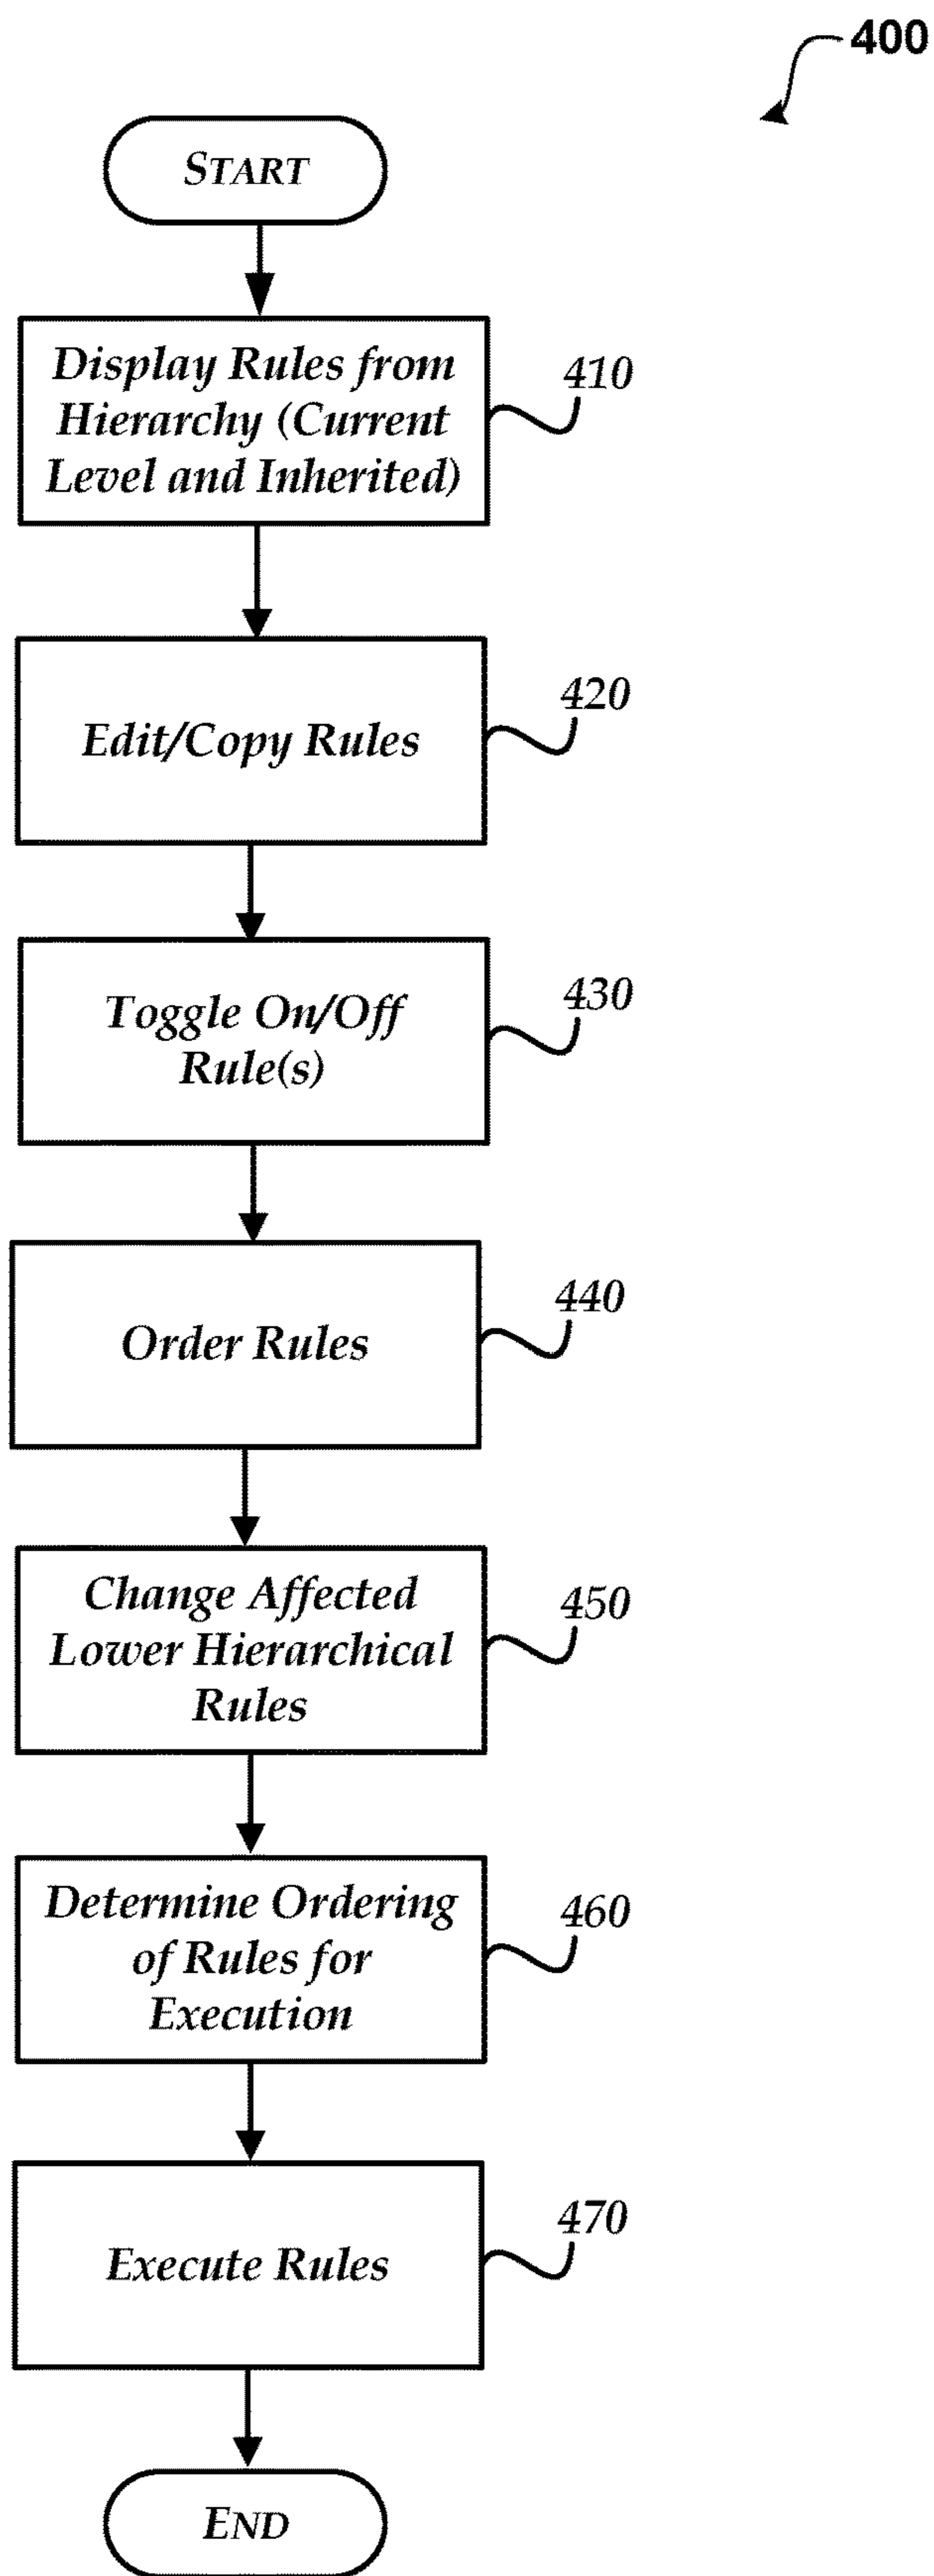 400
START
Display Rules from
Hierarchy (Current
Level and Inherited)
410
Edit/Copy Rules
420
Toggle On/Off
Rule(s)
430
Order Rules
440
Change Affected
Lower Hierarchical
Rules
450
Determine Ordering
of Rules for
Execution
460
Execute Rules
470
END